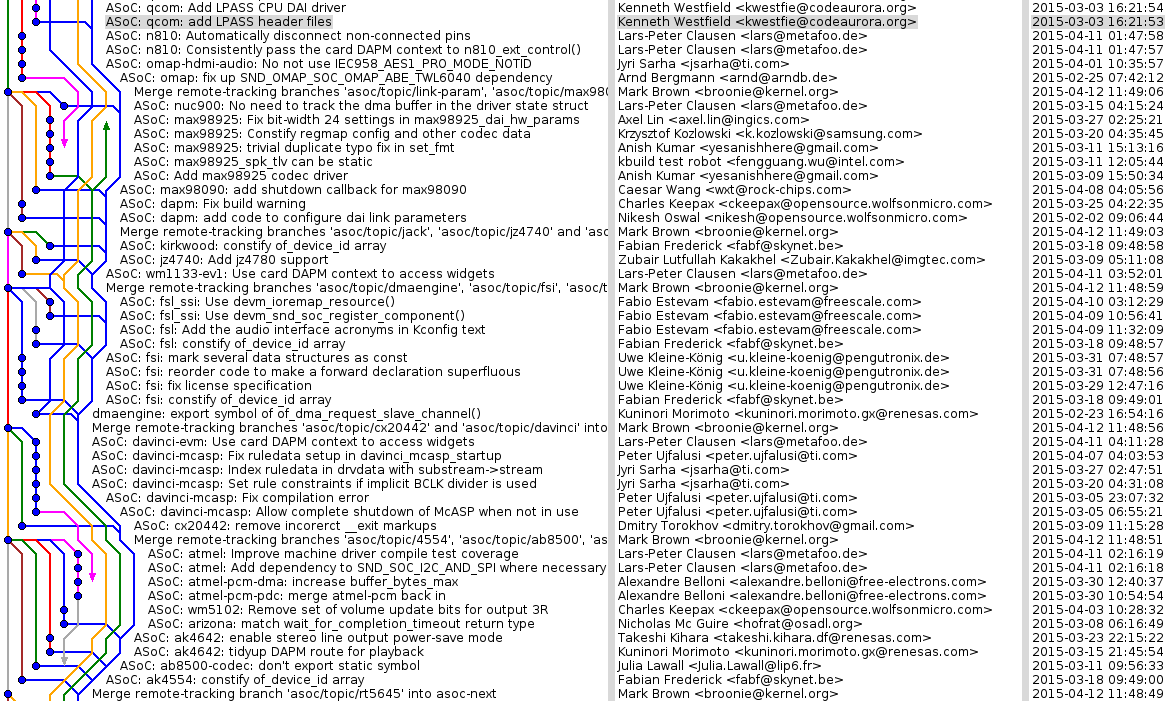 ASoC: qcom: add LPASS CPU DAI driver Kenneth Westfield <kwestfie@codeaurora.org> 2015-03-03 16:21:54
ASoC: qcom: add LPASS header files Kenneth Westfield <kwestfie@codeaurora.org> 2015-03-03 16:21:53
ASoC: n810: Automatically disconnect non-connected pins Lars-Peter Clausen <lars@metafoo.de> 2015-04-11 01:47:58
ASoC: n810: Consistently pass the card DAPM context to n810_ext_control() Lars-Peter Clausen <lars@metafoo.de> 2015-04-11 01:47:57
ASoC: omap-hdmi-audio: No not use IEC958_AES1_PRO_MODE_NOTID Jyri Sarha <jsarha@ti.com> 2015-04-01 10:35:57
ASoC: omap: fix up SND_OMAP_SOC_OMAP_ABE_TWL6040 dependency Arnd Bergmann <arnd@arndb.de> 2015-02-25 07:42:12
Merge remote-tracking branches 'asoc/topic/link-param', 'asoc/topic/max980 Mark Brown <broonie@kernel.org> 2015-04-12 11:49:06
ASoC: nuc900: No need to track the dma buffer in the driver state struct Lars-Peter Clausen <lars@metafoo.de> 2015-03-15 04:15:24
ASoC: max98925: Fix bit-width 24 settings in max98925_dai_hw_params Axel Lin <axel.lin@ingics.com> 2015-03-27 02:25:21
ASoC: max98925: Constify regmap config and other codec data Krzysztof Kozlowski <k.kozlowski@samsung.com> 2015-03-20 04:35:45
ASoC: max98925: trivial duplicate typo fix in set_fmt Anish Kumar <yesanishhere@gmail.com> 2015-03-11 15:13:16
ASoC: max98925_spk_tlv can be static kbuild test robot <fengguang.wu@intel.com> 2015-03-11 12:05:44
ASoC: Add max98925 codec driver Anish Kumar <yesanishhere@gmail.com> 2015-03-09 15:50:34
ASoC: max98090: add shutdown callback for max98090 Caesar Wang <wxt@rock-chips.com> 2015-04-08 04:05:56
ASoC: dapm: Fix build warning Charles Keepax <ckeepax@opensource.wolfsonmicro.com> 2015-03-25 04:22:35
ASoC: dapm: add code to configure dai link parameters Nikesh Oswal <nikesh@opensource.wolfsonmicro.com> 2015-02-02 09:06:44
Merge remote-tracking branches 'asoc/topic/jack', 'asoc/topic/jz4740' and 'asc Mark Brown <broonie@kernel.org> 2015-04-12 11:49:03
ASoC: kirkwood: constify of_device_id array Fabian Frederick <fabf@skynet.be> 2015-03-18 09:48:58
ASoC: jz4740: Add jz4780 support Zubair Lutfullah Kakakhel <Zubair.Kakakhel@imgtec.com> 2015-03-09 05:11:08
ASoC: wm1133-ev1: Use card DAPM context to access widgets Lars-Peter Clausen <lars@metafoo.de> 2015-04-11 03:52:01
Merge remote-tracking branches 'asoc/topic/dmaengine', 'asoc/topic/fsi', 'asoc/t Mark Brown <broonie@kernel.org> 2015-04-12 11:48:59
ASoC: fsl_ssi: Use devm_ioremap_resource() Fabio Estevam <fabio.estevam@freescale.com> 2015-04-10 03:12:29
ASoC: fsl_ssi: Use devm_snd_soc_register_component() Fabio Estevam <fabio.estevam@freescale.com> 2015-04-09 10:56:41
ASoC: fsl: Add the audio interface acronyms in Kconfig text Fabio Estevam <fabio.estevam@freescale.com> 2015-04-09 11:32:09
ASoC: fsl: constify of_device_id array Fabian Frederick <fabf@skynet.be> 2015-03-18 09:48:57
ASoC: fsi: mark several data structures as const Uwe Kleine-König <u.kleine-koenig@pengutronix.de> 2015-03-31 07:48:57
ASoC: fsi: reorder code to make a forward declaration superfluous Uwe Kleine-König <u.kleine-koenig@pengutronix.de> 2015-03-31 07:48:56
ASoC: fsi: fix license specification Uwe Kleine-König <u.kleine-koenig@pengutronix.de> 2015-03-29 12:47:16
ASoC: fsi: constify of_device_id array Fabian Frederick <fabf@skynet.be> 2015-03-18 09:49:01
dmaengine: export symbol of of_dma_request_slave_channel() Kuninori Morimoto <kuninori.morimoto.gx@renesas.com> 2015-02-23 16:54:16
Merge remote-tracking branches 'asoc/topic/cx20442' and 'asoc/topic/davinci' into Mark Brown <broonie@kernel.org> 2015-04-12 11:48:56
ASoC: davinci-evm: Use card DAPM context to access widgets Lars-Peter Clausen <lars@metafoo.de> 2015-04-11 04:11:28
ASoC: davinci-mcasp: Fix ruledata setup in davinci_mcasp_startup Peter Ujfalusi <peter.ujfalusi@ti.com> 2015-04-07 04:03:53
ASoC: davinci-mcasp: Index ruledata in drvdata with substream->stream Jyri Sarha <jsarha@ti.com> 2015-03-27 02:47:51
ASoC: davinci-mcasp: Set rule constraints if implicit BCLK divider is used Jyri Sarha <jsarha@ti.com> 2015-03-20 04:31:08
ASoC: davinci-mcasp: Fix compilation error Peter Ujfalusi <peter.ujfalusi@ti.com> 2015-03-05 23:07:32
ASoC: davinci-mcasp: Allow complete shutdown of McASP when not in use Peter Ujfalusi <peter.ujfalusi@ti.com> 2015-03-05 06:55:21
ASoC: cx20442: remove incorerct __exit markups Dmitry Torokhov <dmitry.torokhov@gmail.com> 2015-03-09 11:15:28
Merge remote-tracking branches 'asoc/topic/4554', 'asoc/topic/ab8500', 'as Mark Brown <broonie@kernel.org> 2015-04-12 11:48:51
ASoC: atmel: Improve machine driver compile test coverage Lars-Peter Clausen <lars@metafoo.de> 2015-04-11 02:16:19
ASoC: atmel: Add dependency to SND_SOC_I2C_AND_SPI where necessary Lars-Peter Clausen <lars@metafoo.de> 2015-04-11 02:16:18
ASoC: atmel-pcm-dma: increase buffer_bytes_max Alexandre Belloni <alexandre.belloni@free-electrons.com> 2015-03-30 12:40:37
ASoC: atmel-pcm-pdc: merge atmel-pcm back in Alexandre Belloni <alexandre.belloni@free-electrons.com> 2015-03-30 10:54:54
ASoC: wm5102: Remove set of volume update bits for output 3R Charles Keepax <ckeepax@opensource.wolfsonmicro.com> 2015-04-03 10:28:32
ASoC: arizona: match wait_for_completion_timeout return type Nicholas Mc Guire <hofrat@osadl.org> 2015-03-08 06:16:49
ASoC: ak4642: enable stereo line output power-save mode Takeshi Kihara <takeshi.kihara.df@renesas.com> 2015-03-23 22:15:22
ASoC: ak4642: tidyup DAPM route for playback Kuninori Morimoto <kuninori.morimoto.gx@renesas.com> 2015-03-15 21:45:54
ASoC: ab8500-codec: don't export static symbol Julia Lawall <Julia.Lawall@lip6.fr> 2015-03-11 09:56:33
ASoC: ak4554: constify of_device_id array Fabian Frederick <fabf@skynet.be> 2015-03-18 09:49:00
Merge remote-tracking branch 'asoc/topic/rt5645' into asoc-next Mark Brown <broonie@kernel.org> 2015-04-12 11:48:49